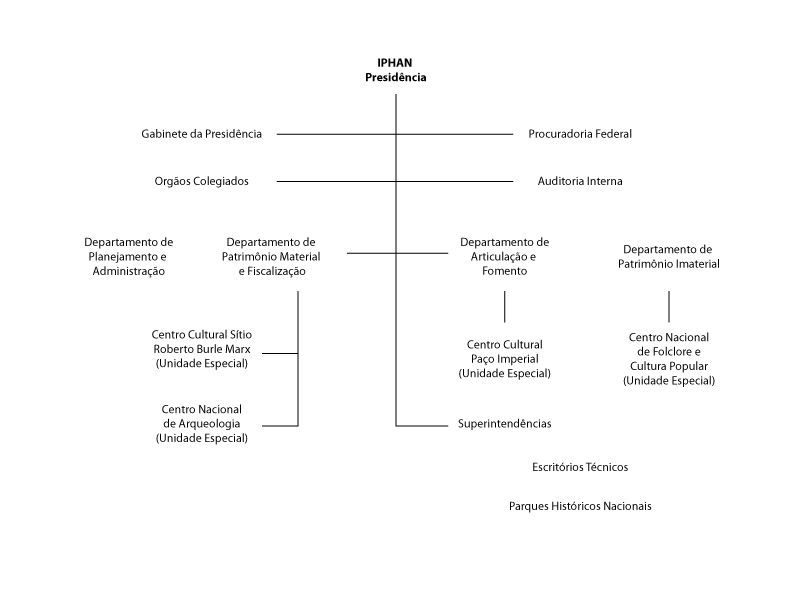 IPHAN
Presidência
Gabinete da Presidência
Procuradoria Federal
Orgãos Colegiados
Auditoria Interna
Departamento de
Planejamento e
Administração
Departamento de
Patrimônio Material
e Fiscalização
Departamento de
Articulação e
Fomento
Departamento de
Patrimônio Imaterial
Centro Cultural Sítio
Roberto Burle Marx
(Unidade Especial)
Centro Cultural
Paço Imperial
(Unidade Especial)
Centro Nacional
de Folclore e
Cultura Popular
(Unidade Especial)
Centro Nacional
de Arqueologia
(Unidade Especial)
Superintendências
Escritórios Técnicos
Parques Históricos Nacionais